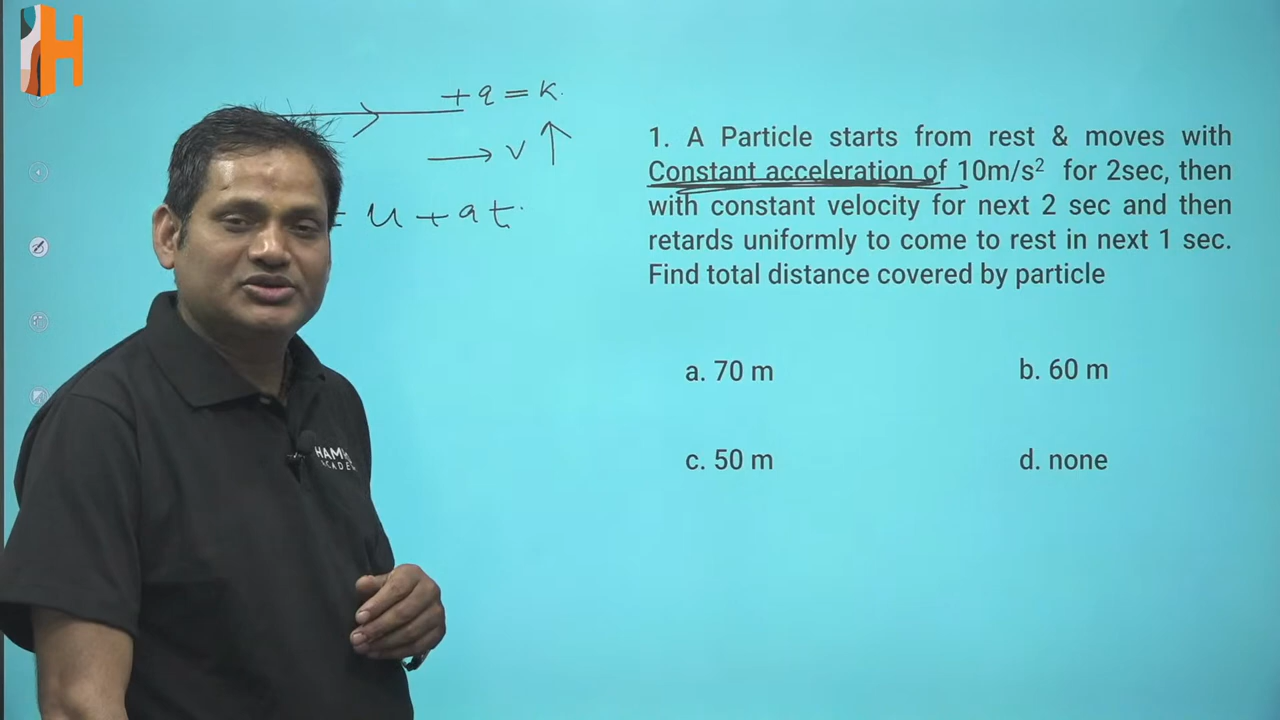 H
+a = k.
v ↑
= u + at.
1. A Particle starts from rest & moves with
Constant acceleration of 10m/s² for 2sec, then
with constant velocity for next 2 sec and then
retards uniformly to come to rest in next 1 sec.
Find total distance covered by particle
a. 70 m
b. 60 m
c. 50 m
d. none